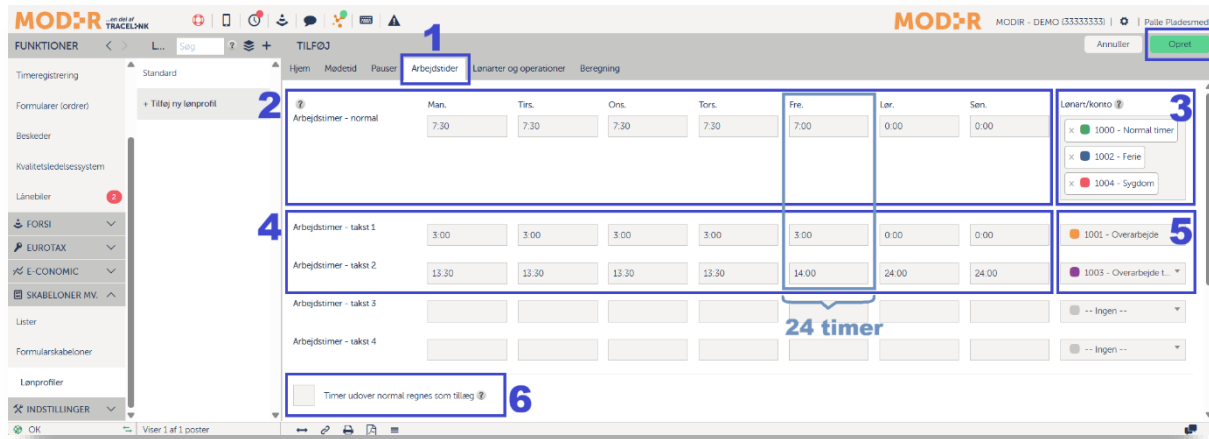 MODIR ...en del af TRACELINK
MODIR MODIR - DEMO (33333333) | Palle Pladesmed
FUNKTIONER < > L... Søg ? + TILFØJ Annuller Opret
1
Hjem Mødetid Pauser Arbejdstider Lønarter og operationer Beregning
Timeregistrering
Formularer (ordrer)
Beskeder
Kvalitetsledelsessystem
Lånebiler 2
FORSI
EUROTAX
E-CONOMIC
SKABELONER MV.
Lister
Formularskabeloner
Lønprofiler
INDSTILLINGER
Standard
+ Tilføj ny lønprofil
2
? Man. Tirs. Ons. Tors. Fre. Lør. Søn. Lønart/konto ?
Arbejdstimer - normal 7:30 7:30 7:30 7:30 7:00 0:00 0:00
3
× 1000 - Normal timer
× 1002 - Ferie
× 1004 - Sygdom
4
Arbejdstimer - takst 1 3:00 3:00 3:00 3:00 3:00 0:00 0:00 1001 - Overarbejde
5
Arbejdstimer - takst 2 13:30 13:30 13:30 13:30 14:00 24:00 24:00 1003 - Overarbejde t...
Arbejdstimer - takst 3 -- Ingen --
24 timer
Arbejdstimer - takst 4 -- Ingen --
Timer udover normal regnes som tillæg ?
6
OK Viser 1 af 1 poster